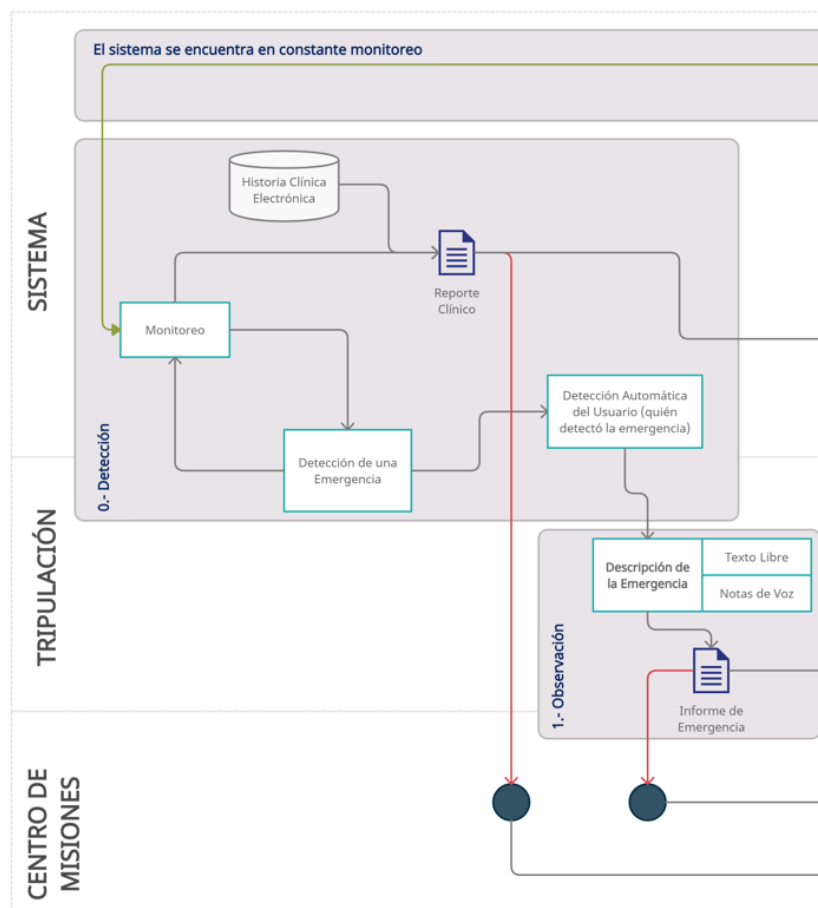 El sistema se encuentra en constante monitoreo
SISTEMA
Historia Clínica
Electrónica
Reporte
Clínico
Monitoreo
Detección Automática
del Usuario (quién
detectó la emergencia)
Detección de una
Emergencia
0.- Detección
TRIPULACIÓN
Descripción de
la Emergencia
Texto Libre
Notas de Voz
1.- Observación
Informe de
Emergencia
CENTRO DE
MISIONES